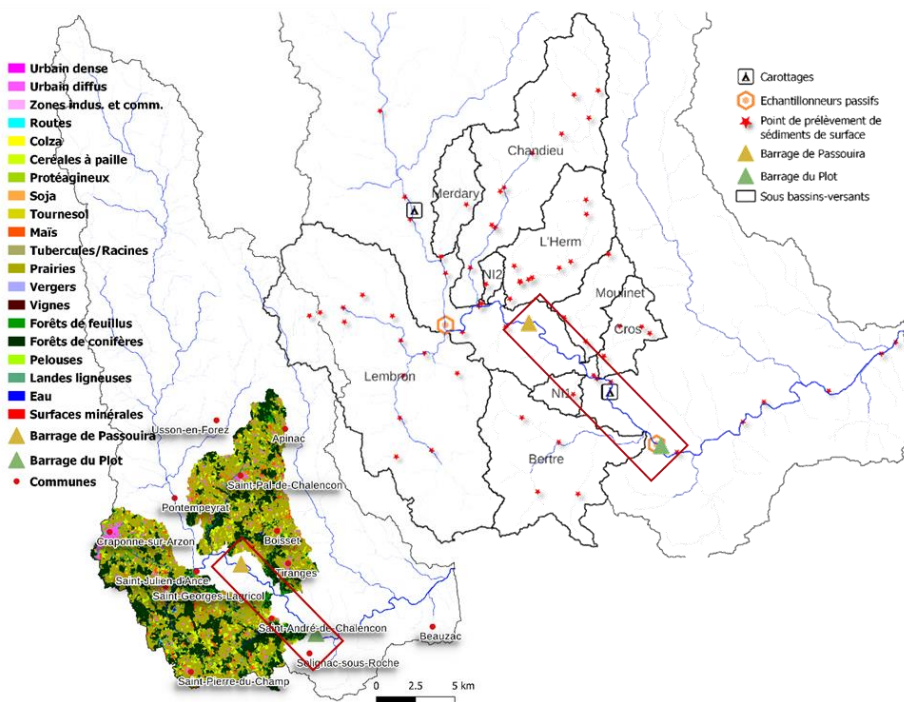 Urbain dense
Urbain diffus
Zones indus. et comm.
Routes
Colza
Céréales à paille
Protéagineux
Soja
Tournesol
Maïs
Tubercules/Racines
Prairies
Vergers
Vignes
Forêts de feuillus
Forêts de conifères
Pelouses
Landes ligneuses
Eau
Surfaces minérales
Barrage de Passouira
Barrage du Plot
Communes
Carottages
Echantillonneurs passifs
Point de prélèvement de
sédiments de surface
Barrage de Passouira
Barrage du Plot
Sous bassins-versants
Chandieu
Merdary
L'Herm
NI2
Moulinet
Cros
Lembron
NI1
Bertre
Usson-en-Forez
Apinac
Saint-Pal-de-Chalencon
Pontempeyrat
Craponne-sur-Arzon
Boisset
Tiranges
Saint-Julien-d'Ance
Saint-Georges-Lagricol
Saint-André-de-Chalencon
Beauzac
Solignac-sous-Roche
Saint-Pierre-du-Champ
0 2.5 5 km